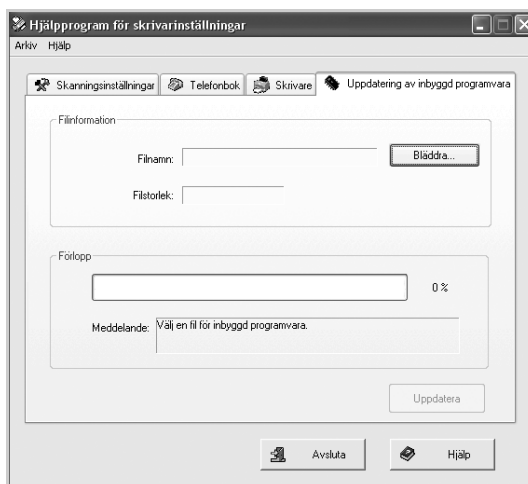 Hjälpprogram för skrivarinställningar
Arkiv Hjälp
Skanningsinställningar Telefonbok Skrivare Uppdatering av inbyggd programvara
Filinformation
Filnamn: Bläddra...
Filstorlek:
Förlopp
0 %
Meddelande: Välj en fil för inbyggd programvara.
Uppdatera
Avsluta Hjälp